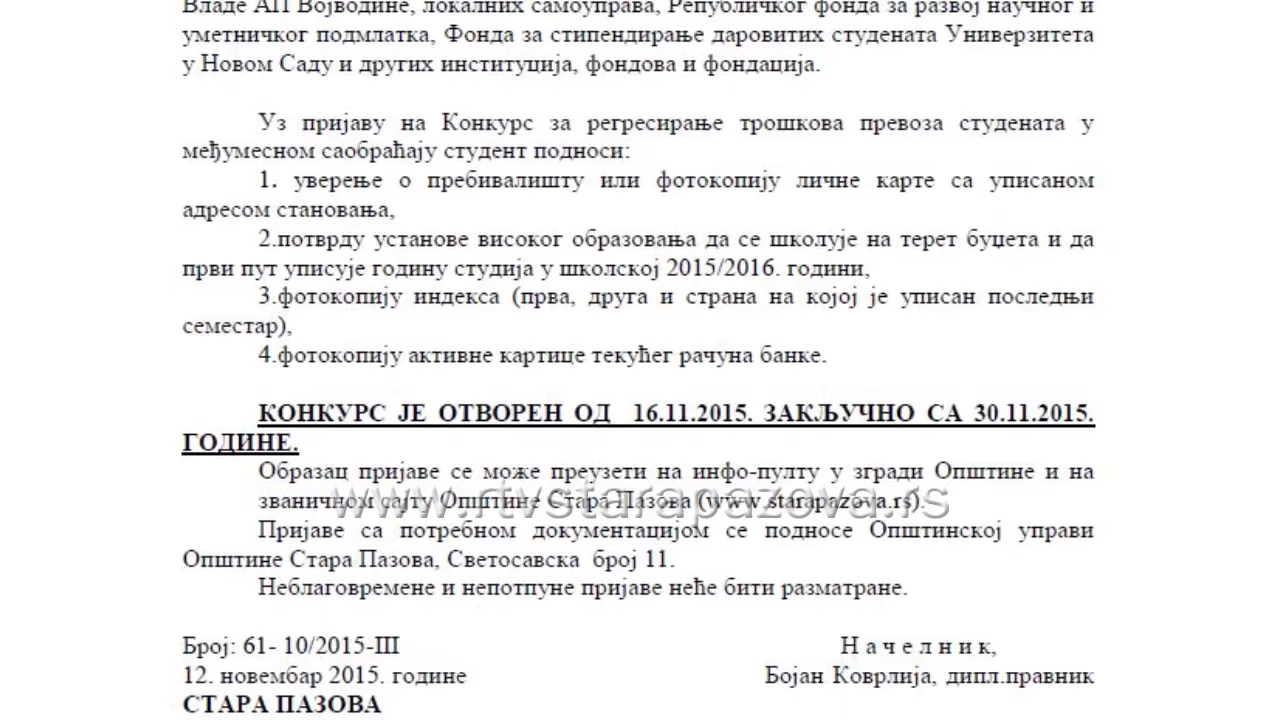 Владе АП Војводине, локалних самоуправа, Републичког фонда за развој научног и
уметничког подмлатка, Фонда за стипендирање даровитих студената Универзитета
у Новом Саду и других институција, фондова и фондација.
Уз пријаву на Конкурс за регресирање трошкова превоза студената у
међумесном саобраћају студент подноси:
1. уверење о пребивалишту или фотокопију личне карте са уписаном
адресом становања,
2.потврду установе високог образовања да се школује на терет буџета и да
први пут уписује годину студија у школској 2015/2016. години,
3.фотокопију индекса (прва, друга и страна на којој је уписан последњи
семестар),
4.фотокопију активне картице текућег рачуна банке.
КОНКУРС ЈЕ ОТВОРЕН ОД 16.11.2015. ЗАКЉУЧНО СА 30.11.2015.
ГОДИНЕ.
Образац пријаве се може преузети на инфо-пулту у згради Општине и на
званичном сајту Општине Стара Пазова (www.starapazova.rs).
www.rtvstarapazova.rs
Пријаве са потребном документацијом се подносе Општинској управи
Општине Стара Пазова, Светосавска број 11.
Неблаговремене и непотпуне пријаве неће бити разматране.
Број: 61- 10/2015-III
Н а ч е л н и к,
12. новембар 2015. године
Бојан Коврлија, дипл.правник
СТАРА ПАЗОВА